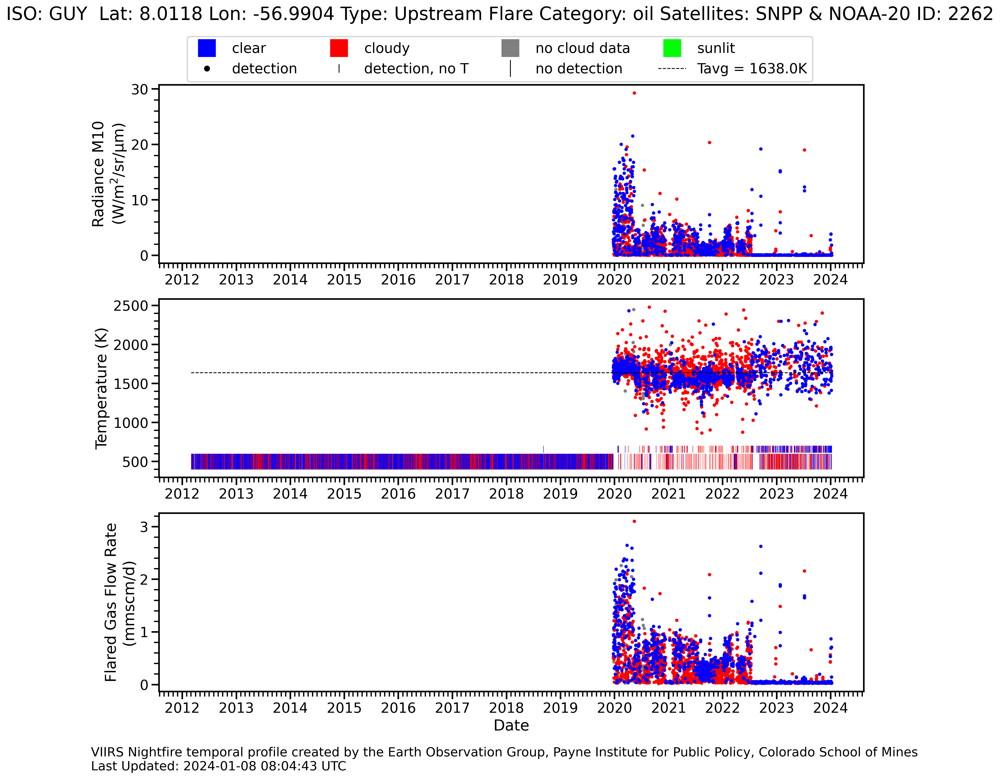 ISO: GUY  Lat: 8.0118 Lon: -56.9904 Type: Upstream Flare Category: oil Satellites: SNPP & NOAA-20 ID: 2262
clear cloudy no cloud data sunlit
detection detection, no T no detection Tavg = 1638.0K
Radiance M10
(W/m²/sr/μm)
30
20
10
0
2012 2013 2014 2015 2016 2017 2018 2019 2020 2021 2022 2023 2024
Temperature (K)
2500
2000
1500
1000
500
2012 2013 2014 2015 2016 2017 2018 2019 2020 2021 2022 2023 2024
Flared Gas Flow Rate
(mmscm/d)
3
2
1
0
2012 2013 2014 2015 2016 2017 2018 2019 2020 2021 2022 2023 2024
Date
VIIRS Nightfire temporal profile created by the Earth Observation Group, Payne Institute for Public Policy, Colorado School of Mines
Last Updated: 2024-01-08 08:04:43 UTC